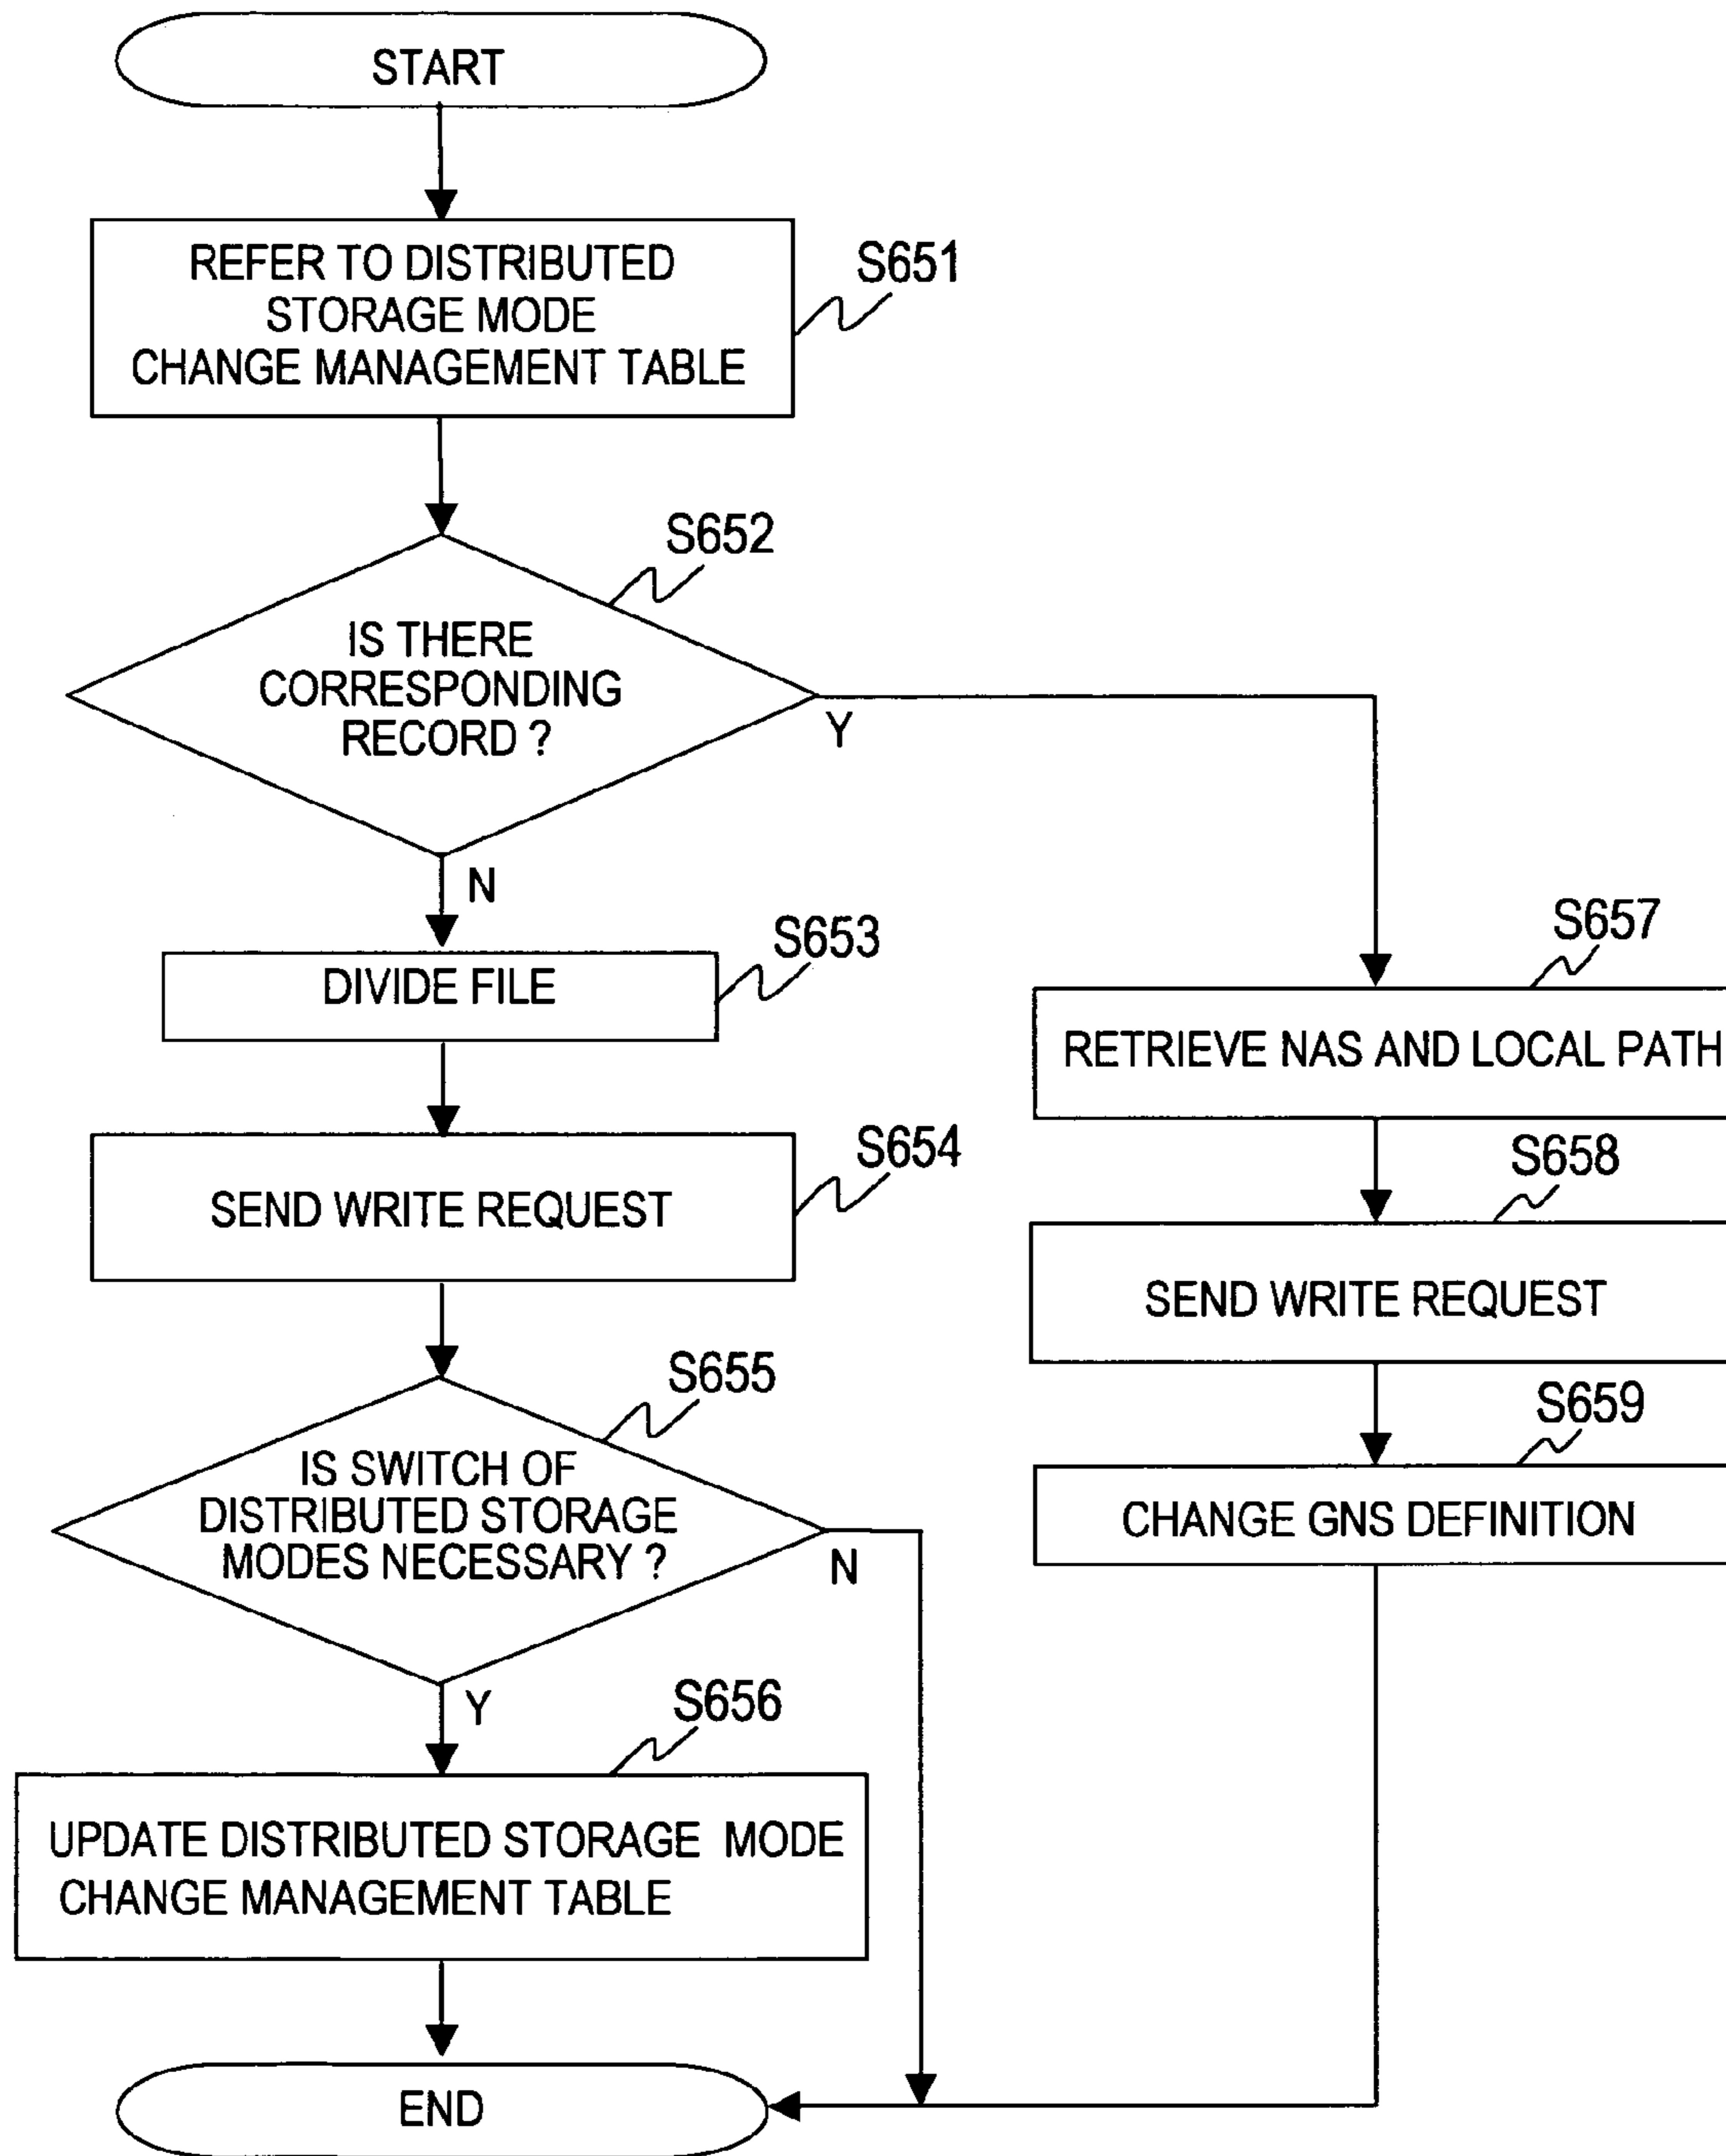 START
REFER TO DISTRIBUTED
STORAGE MODE
CHANGE MANAGEMENT TABLE
S651
S652
IS THERE
CORRESPONDING
RECORD ?
Y
N
S653
DIVIDE FILE
S654
SEND WRITE REQUEST
S655
IS SWITCH OF
DISTRIBUTED STORAGE
MODES NECESSARY ?
N
Y
S656
UPDATE DISTRIBUTED STORAGE MODE
CHANGE MANAGEMENT TABLE
S657
RETRIEVE NAS AND LOCAL PATH
S658
SEND WRITE REQUEST
S659
CHANGE GNS DEFINITION
END